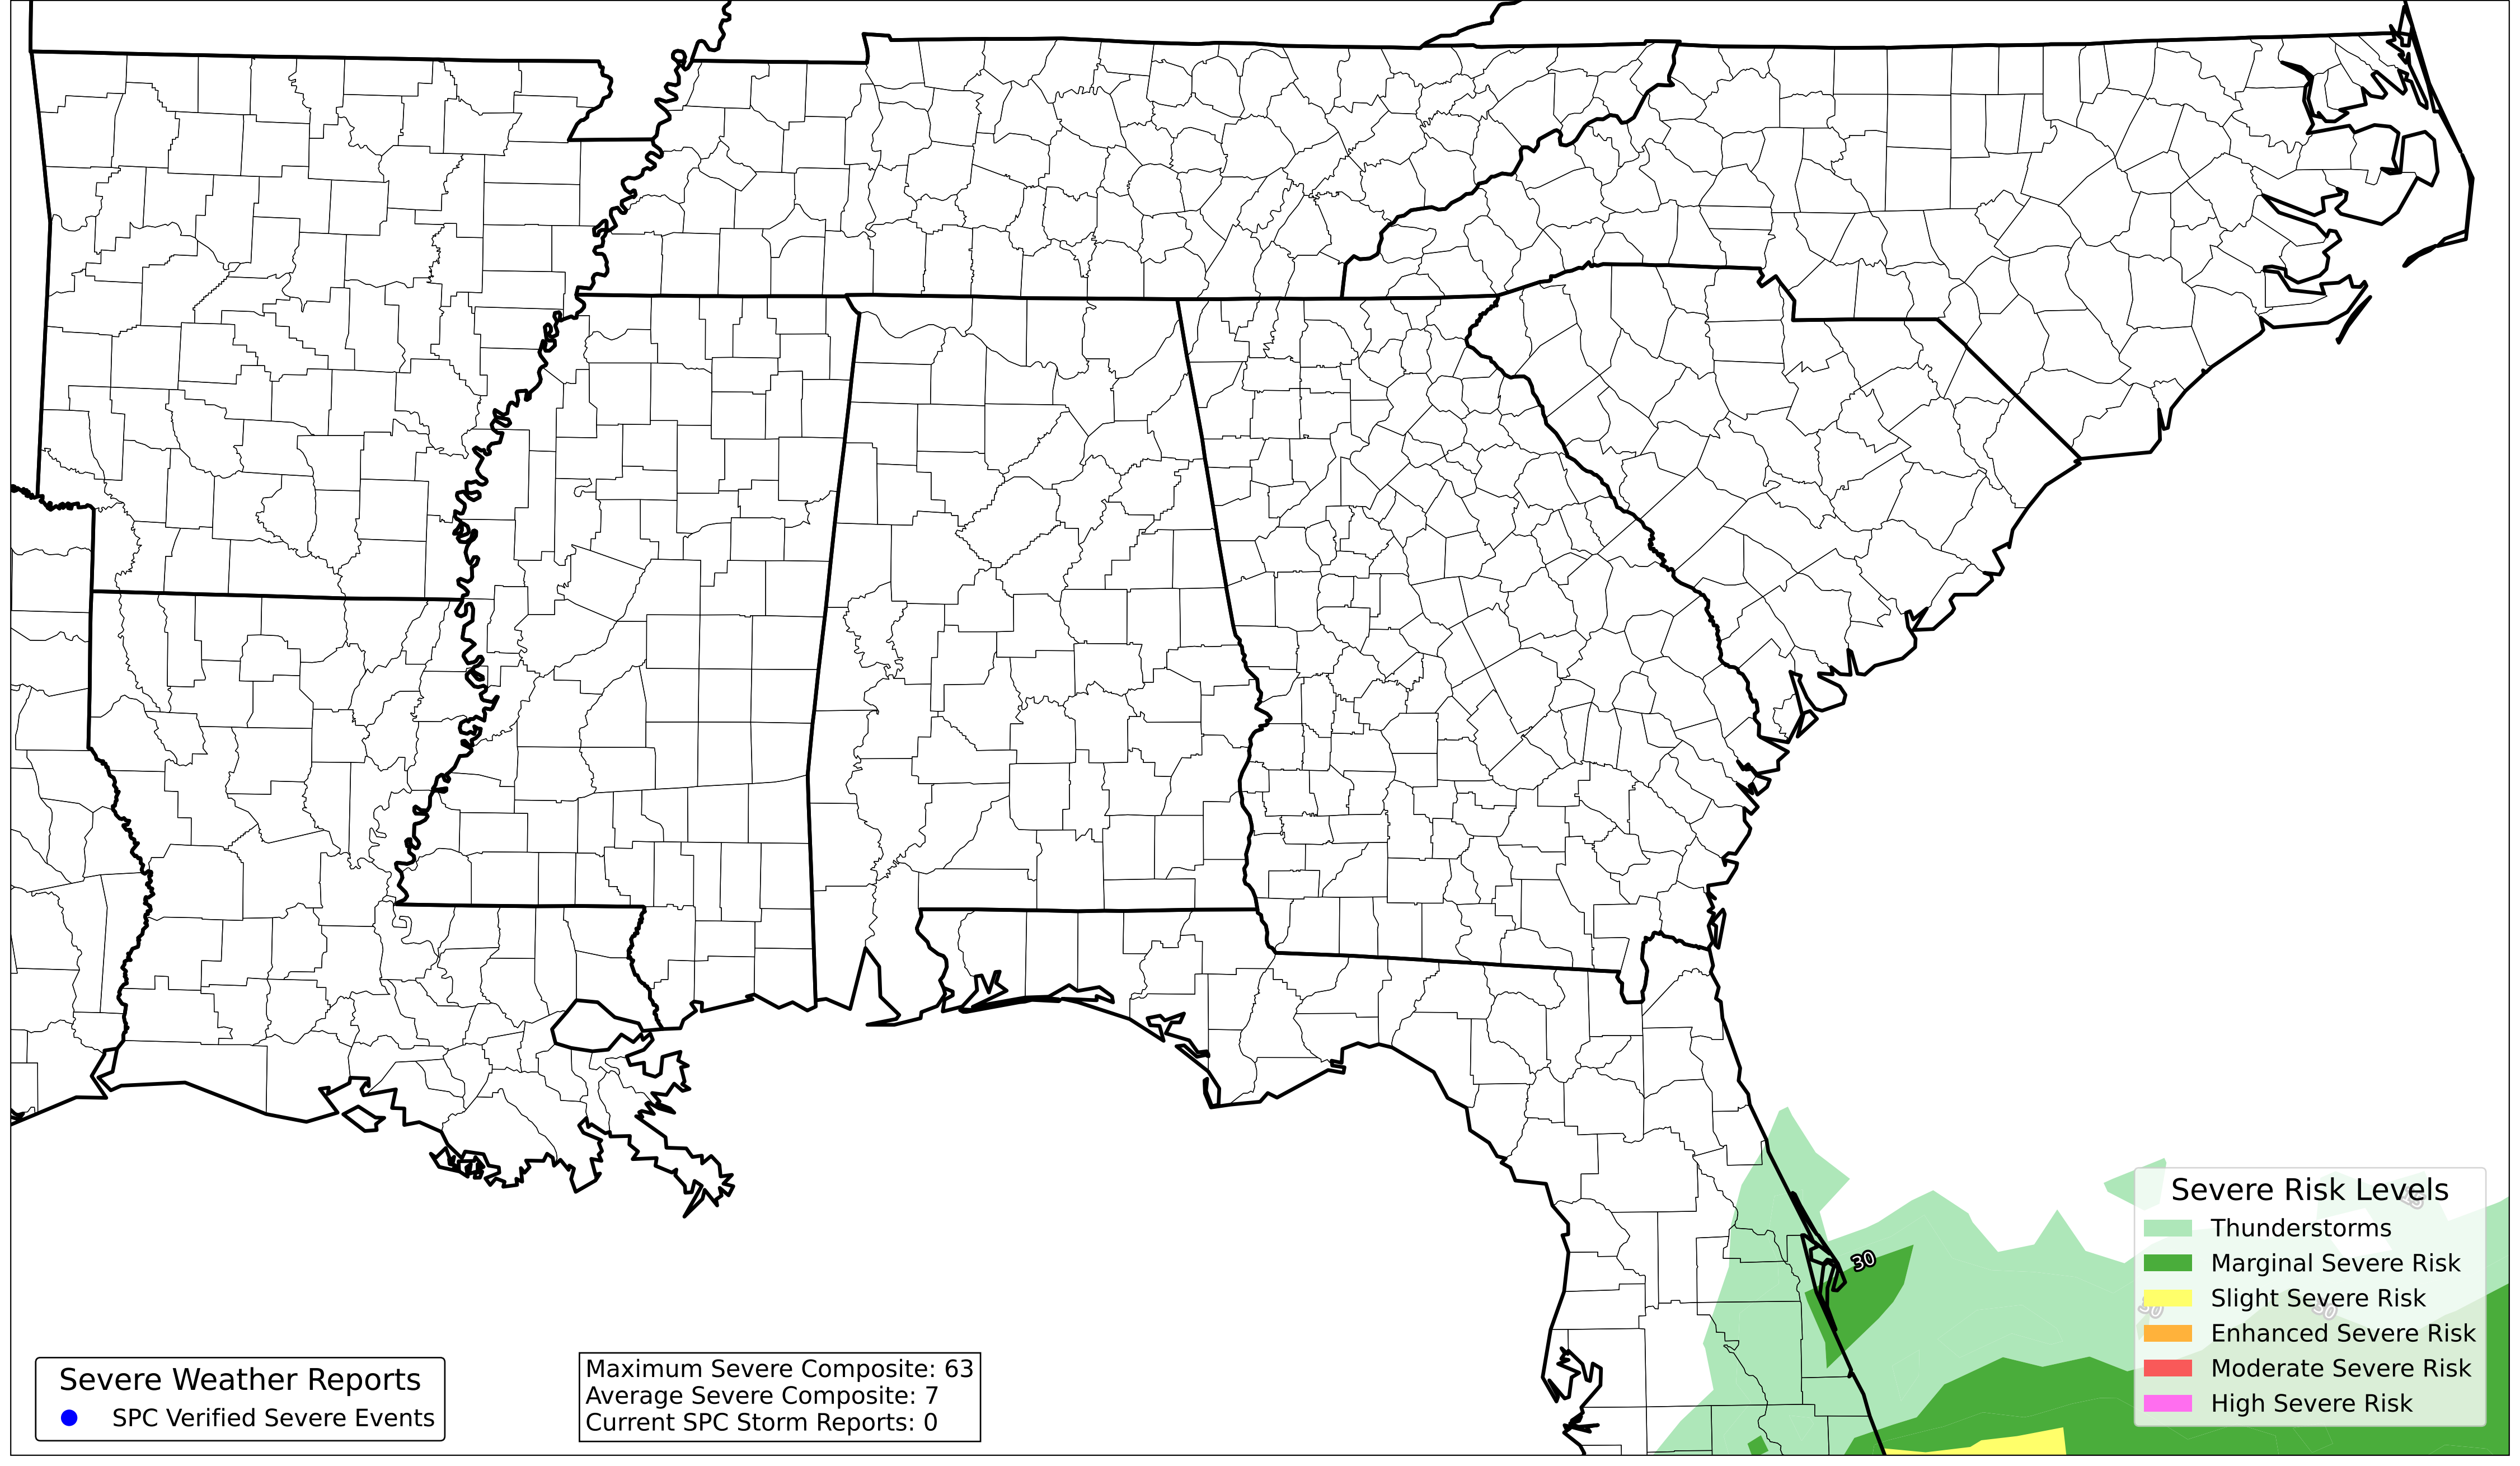 30
Severe Risk Levels
Thunderstorms
Marginal Severe Risk
Slight Severe Risk
Enhanced Severe Risk
Moderate Severe Risk
High Severe Risk
30
30
Severe Weather Reports
SPC Verified Severe Events
Maximum Severe Composite: 63
Average Severe Composite: 7
Current SPC Storm Reports: 0